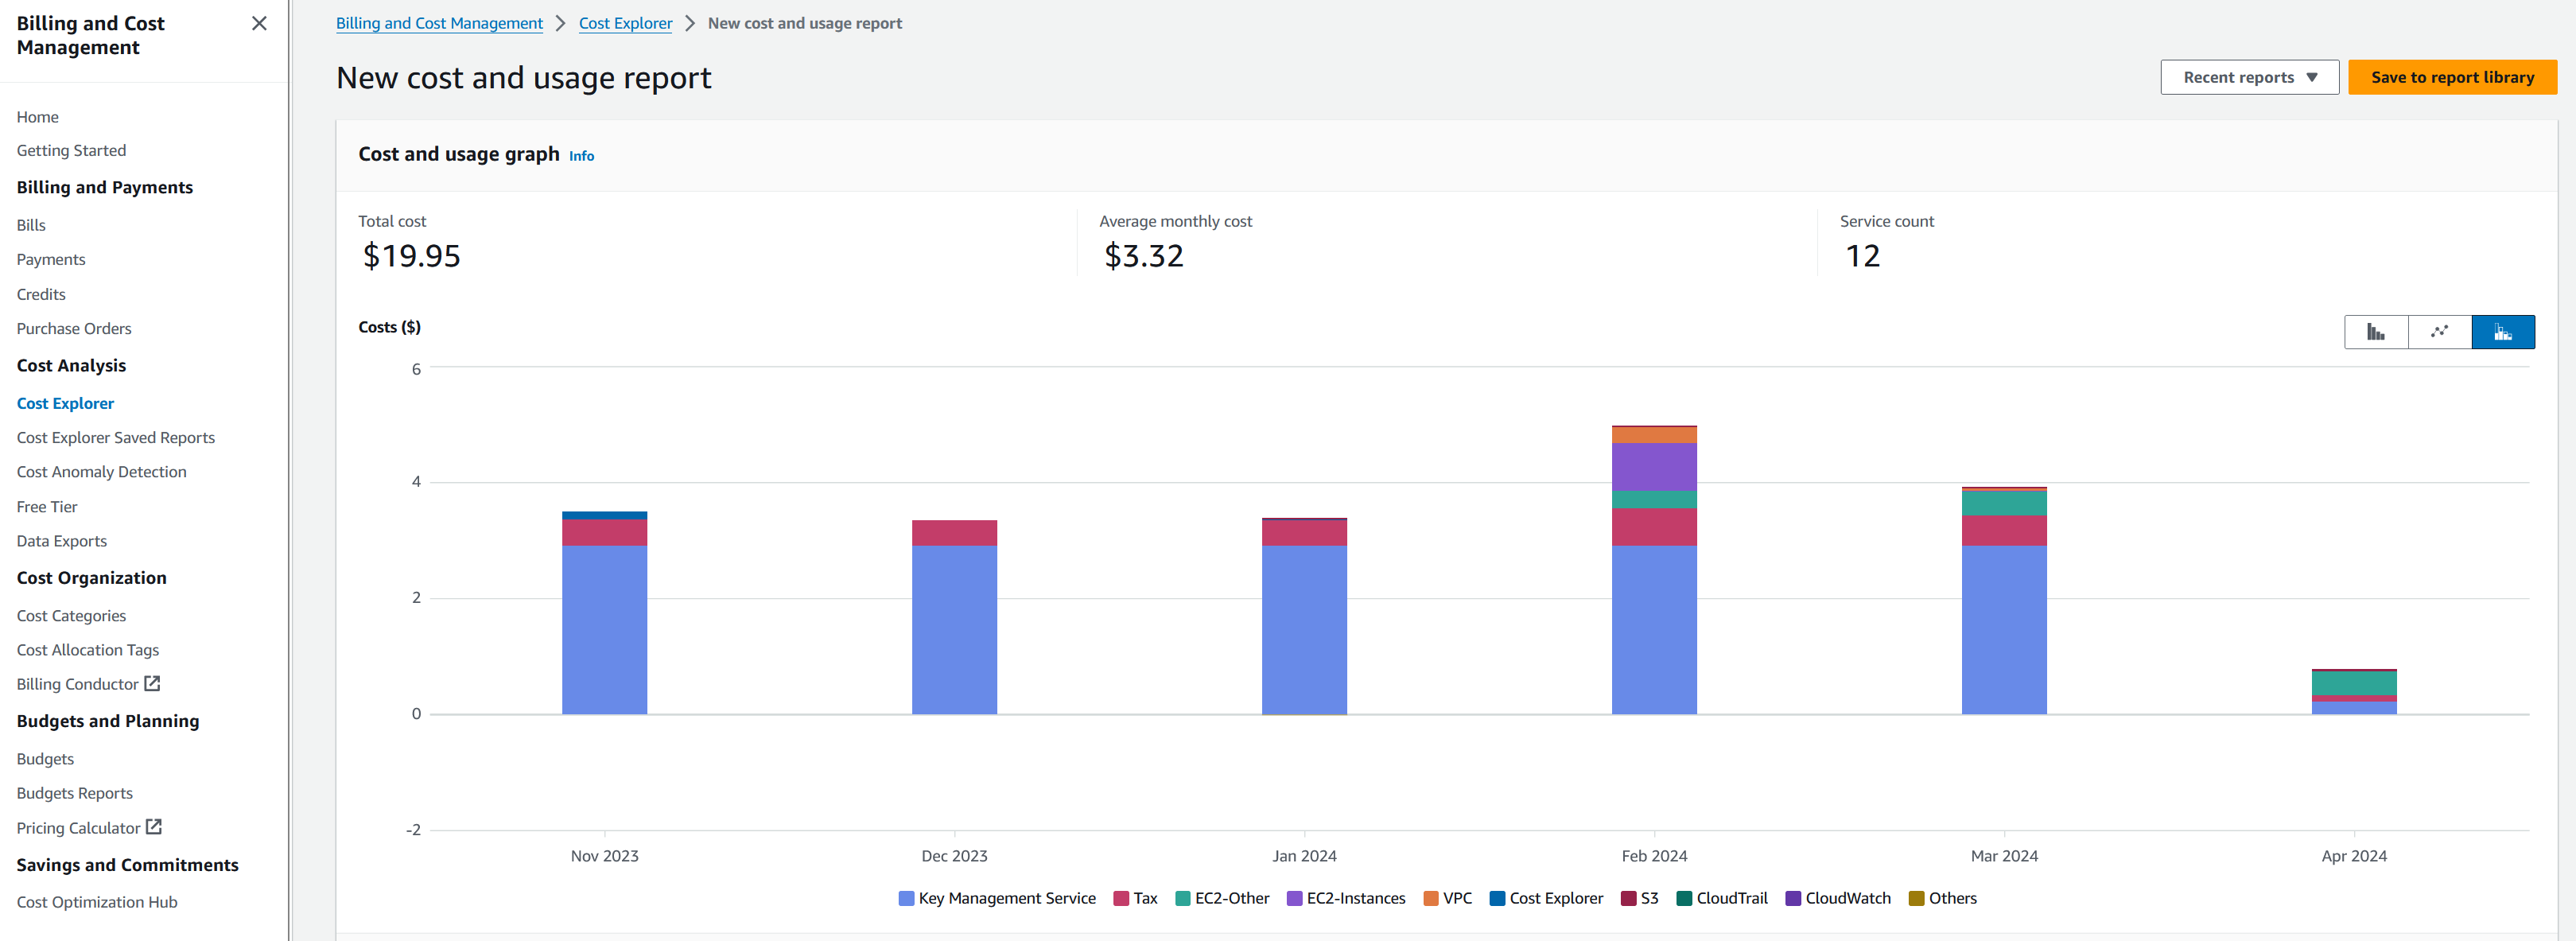 Billing and Cost
Management
Home
Getting Started
Billing and Payments
Bills
Payments
Credits
Purchase Orders
Cost Analysis
Cost Explorer
Cost Explorer Saved Reports
Cost Anomaly Detection
Free Tier
Data Exports
Cost Organization
Cost Categories
Cost Allocation Tags
Billing Conductor
Budgets and Planning
Budgets
Budgets Reports
Pricing Calculator
Savings and Commitments
Cost Optimization Hub
Billing and Cost Management > Cost Explorer > New cost and usage report
New cost and usage report
Recent reports
Save to report library
Cost and usage graph Info
Total cost
$19.95
Average monthly cost
$3.32
Service count
12
Costs ($)
6
4
2
0
-2
Nov 2023 Dec 2023 Jan 2024 Feb 2024 Mar 2024 Apr 2024
Key Management Service Tax EC2-Other EC2-Instances VPC Cost Explorer S3 CloudTrail CloudWatch Others